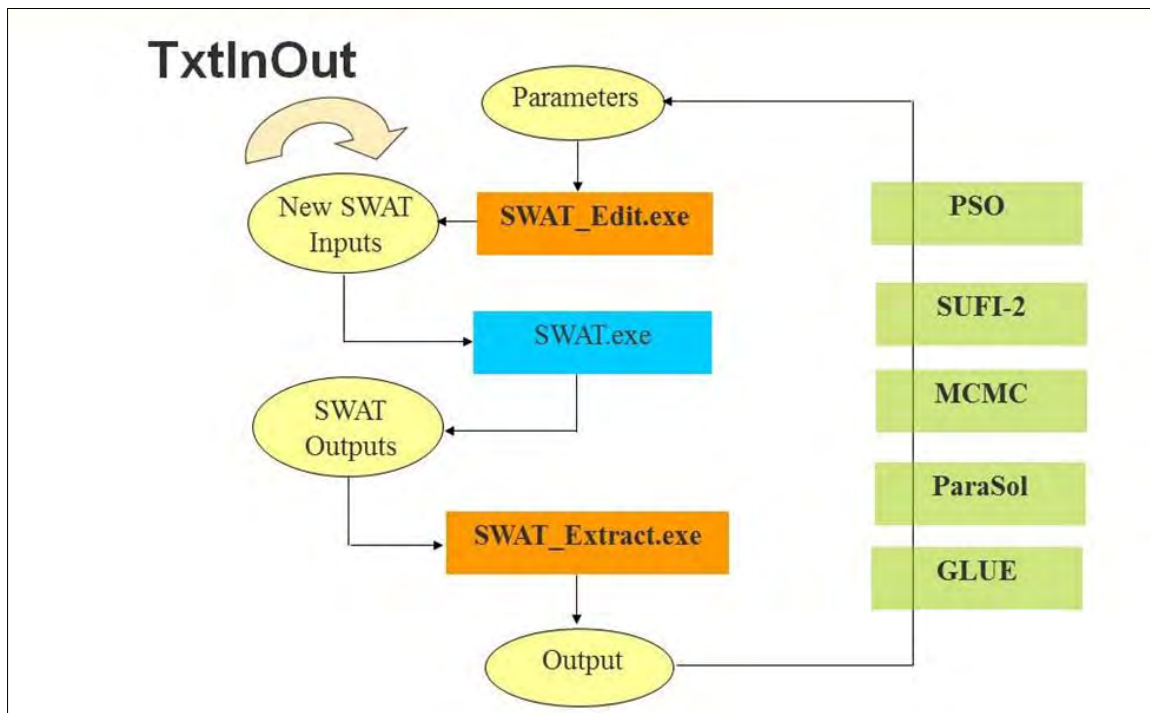 TxtInOut
Parameters
New SWAT
Inputs
SWAT_Edit.exe
PSO
SUFI-2
SWAT.exe
MCMC
SWAT
Outputs
ParaSol
SWAT_Extract.exe
GLUE
Output